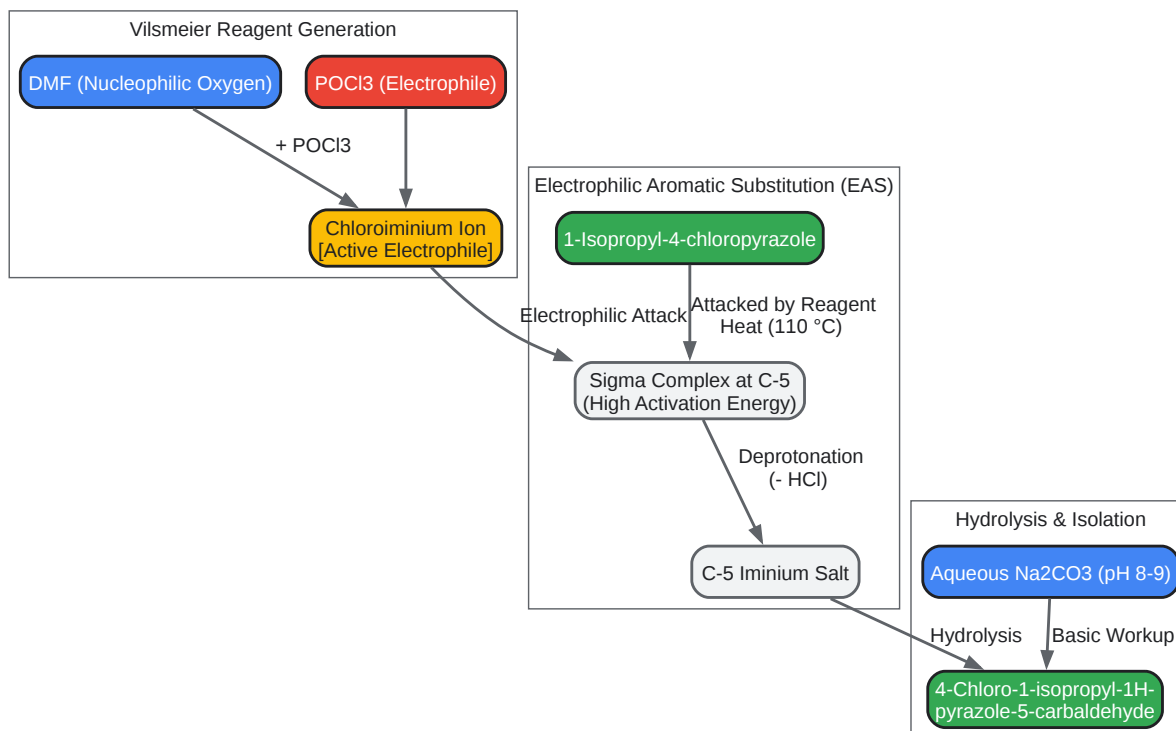 Vilsmeier Reagent Generation
DMF (Nucleophilic Oxygen)
POCl3 (Electrophile)
+ POCl3
Chloroiminium Ion
[Active Electrophile]
Electrophilic Aromatic Substitution (EAS)
1-Isopropyl-4-chloropyrazole
Electrophilic Attack
Attacked by Reagent
Heat (110 °C)
Sigma Complex at C-5
(High Activation Energy)
Deprotonation
(- HCl)
C-5 Iminium Salt
Hydrolysis & Isolation
Aqueous Na2CO3 (pH 8-9)
Hydrolysis
Basic Workup
4-Chloro-1-isopropyl-1H-
pyrazole-5-carbaldehyde